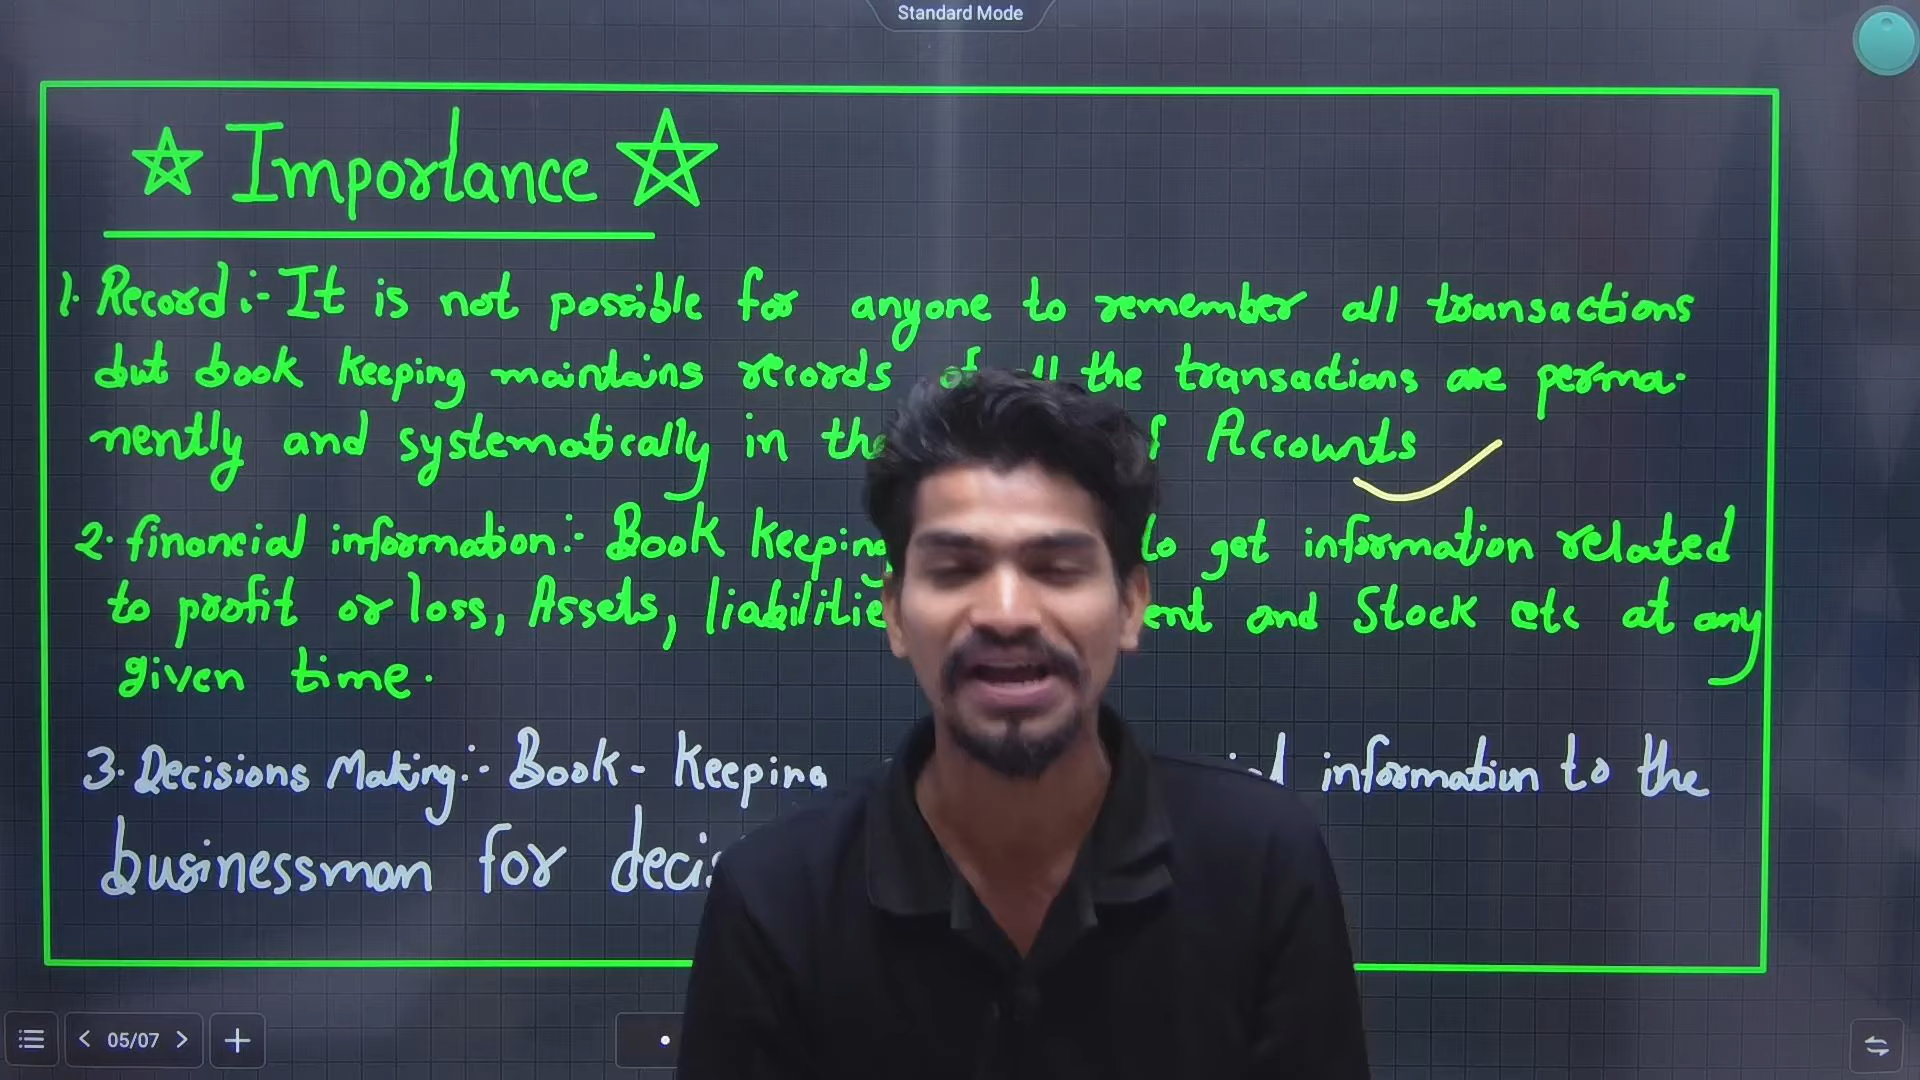 Standard Mode
Importance
1. Record:- It is not possible for anyone to remember all transactions
but book keeping maintains records of all the transactions are perma-
nently and systematically in the Accounts
2. financial information:- Book keeping to get information related
to profit or loss, Assets, and Stock etc at any
given time.
3. Decisions Making:- Book- Keeping information to the
businessman for
05/07